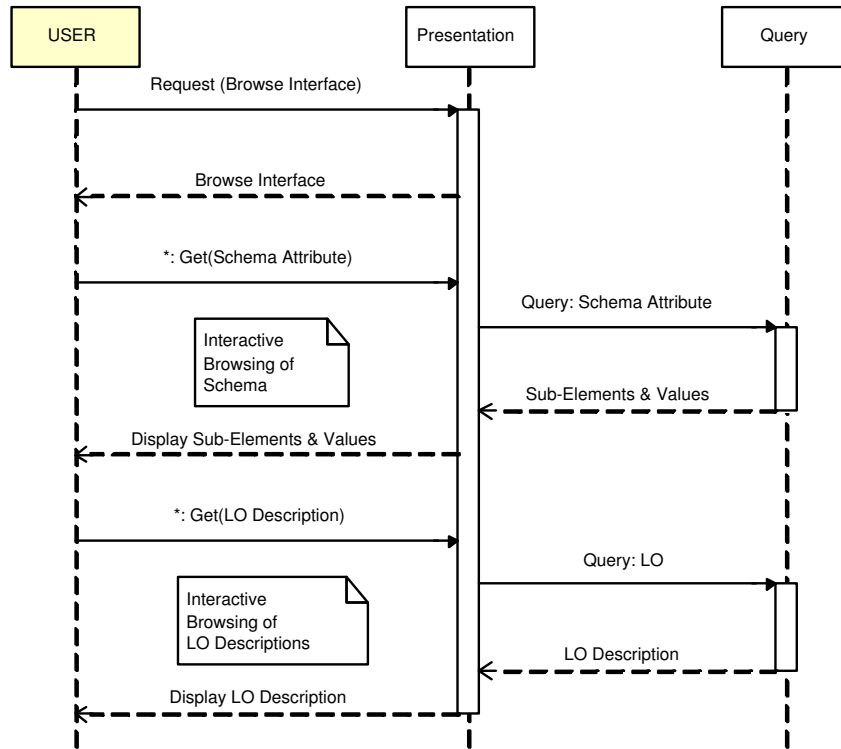 USER
Presentation
Query
Request (Browse Interface)
Browse Interface
*: Get(Schema Attribute)
Query: Schema Attribute
Interactive
Browsing of
Schema
Sub-Elements & Values
Display Sub-Elements & Values
*: Get(LO Description)
Query: LO
Interactive
Browsing of
LO Descriptions
LO Description
Display LO Description